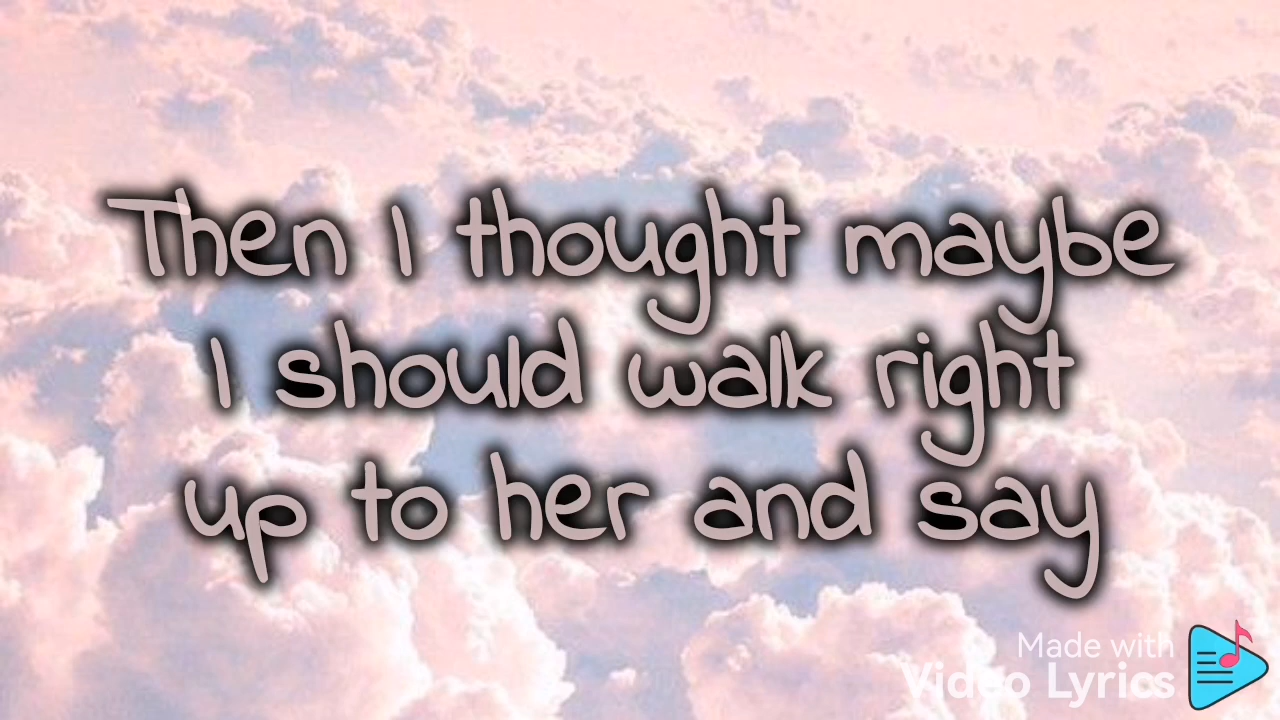 Then I thought maybe
I should walk right
up to her and say
Made with
Video Lyrics